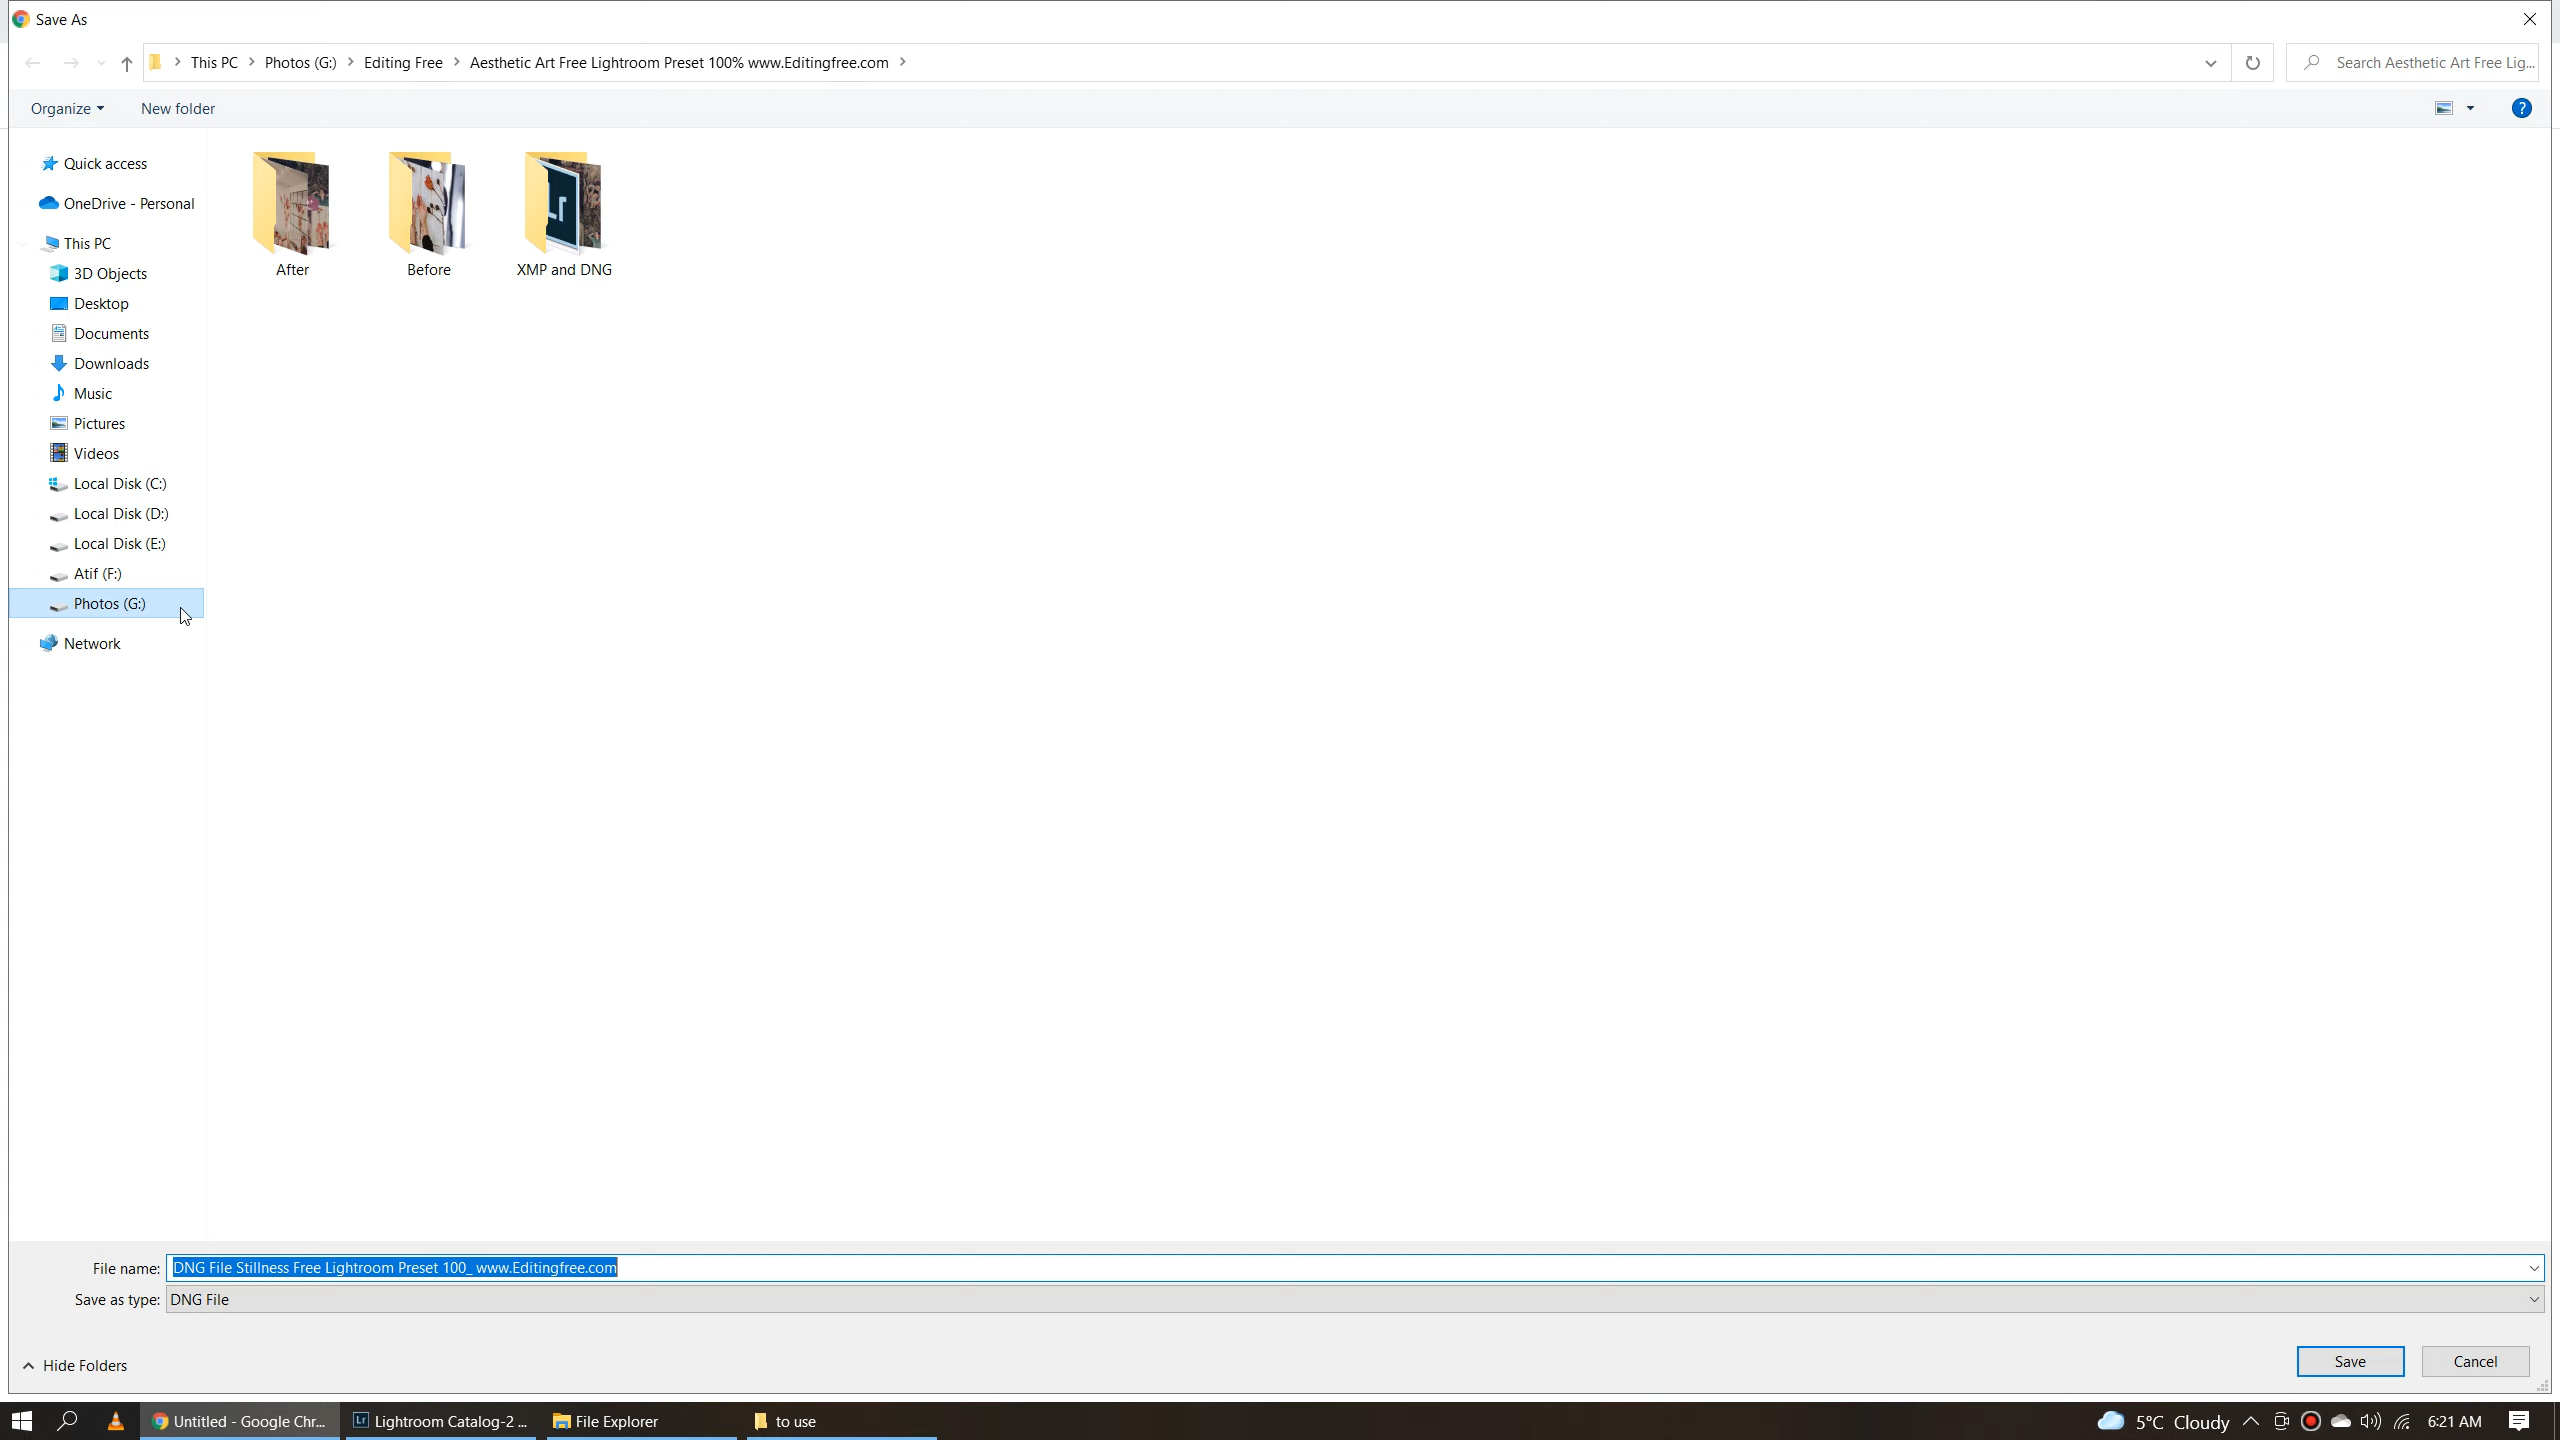 Save As
This PC > Photos (G:) > Editing Free > Aesthetic Art Free Lightroom Preset 100% www.Editingfree.com >
Search Aesthetic Art Free Lig...
Organize
New folder
?
Quick access
OneDrive - Personal
This PC
3D Objects
Desktop
Documents
Downloads
Music
Pictures
Videos
Local Disk (C:)
Local Disk (D:)
Local Disk (E:)
Atif (F:)
Photos (G:)
Network
Lr
After
Before
XMP and DNG
File name: DNG File Stillness Free Lightroom Preset 100_ www.Editingfree.com
Save as type: DNG File
Hide Folders
Save
Cancel
Untitled - Google Chr...
Lr Lightroom Catalog-2 ...
File Explorer
to use
5°C Cloudy
6:21 AM